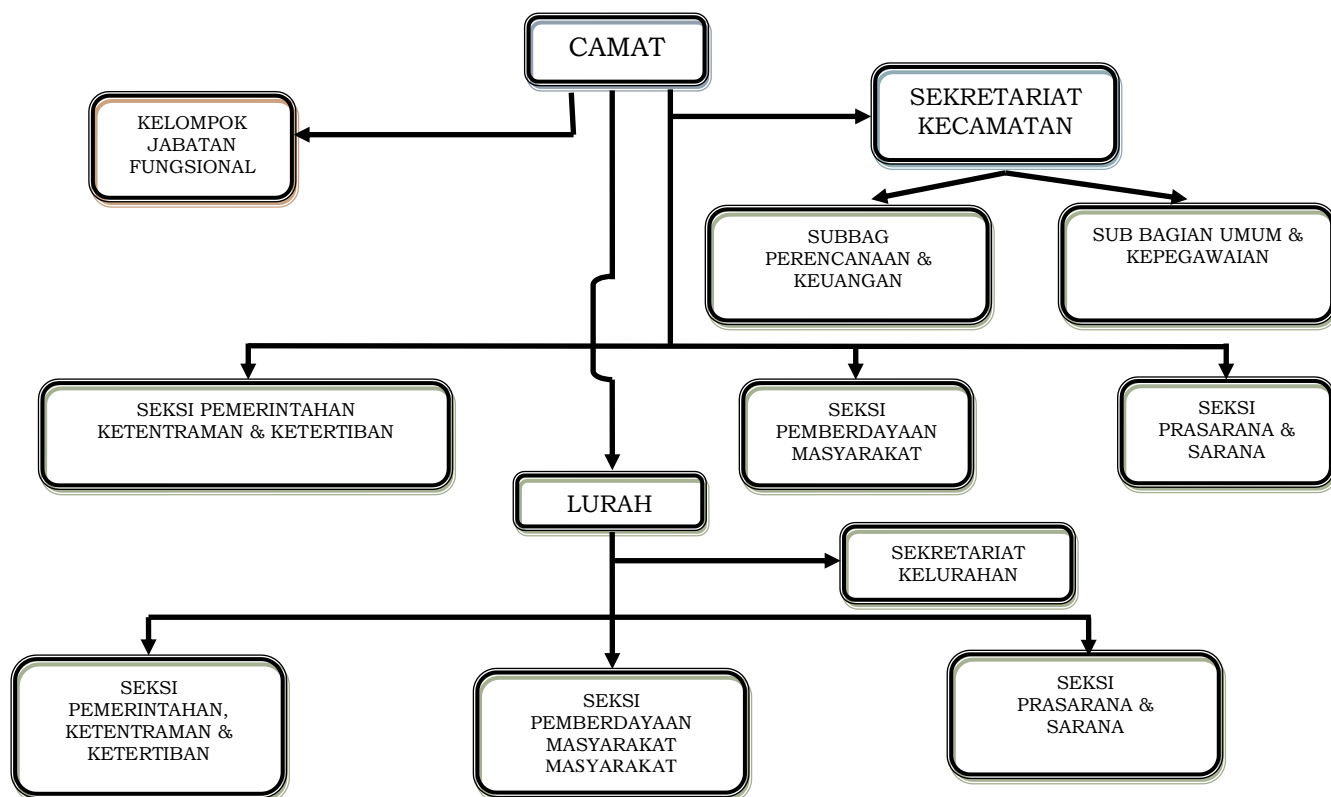 CAMAT
KELOMPOK
JABATAN
FUNGSIONAL
SEKRETARIAT
KECAMATAN
SUBBAG
PERENCANAAN &
KEUANGAN
SUB BAGIAN UMUM &
KEPEGAWAIAN
SEKSI PEMERINTAHAN
KETENTRAMAN & KETERTIBAN
SEKSI
PEMBERDAYAAN
MASYARAKAT
SEKSI
PRASARANA &
SARANA
LURAH
SEKRETARIAT
KELURAHAN
SEKSI
PEMERINTAHAN,
KETENTRAMAN &
KETERTIBAN
SEKSI
PEMBERDAYAAN
MASYARAKAT
MASYARAKAT
SEKSI
PRASARANA &
SARANA